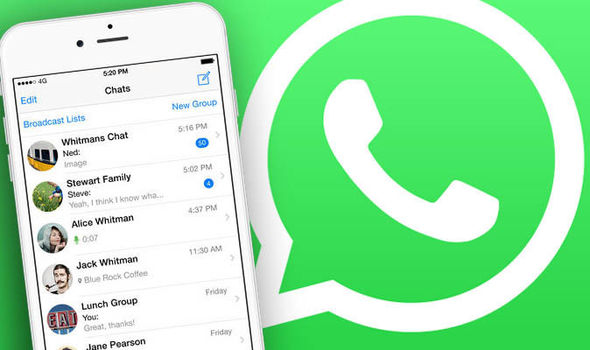 4G 5:20 PM
Edit Chats
Broadcast Lists New Group
Whitmans Chat 5:16 PM
Ned: 50
Image
Stewart Family 5:02 PM
Steve: 4
Yeah, I think I know wha...
Alice Whitman 4:37 PM
0:07
Jack Whitman 11:30 AM
Blue Rock Coffee
Lunch Group Friday
EAT You:
Great, thanks!
Jane Pearson Friday